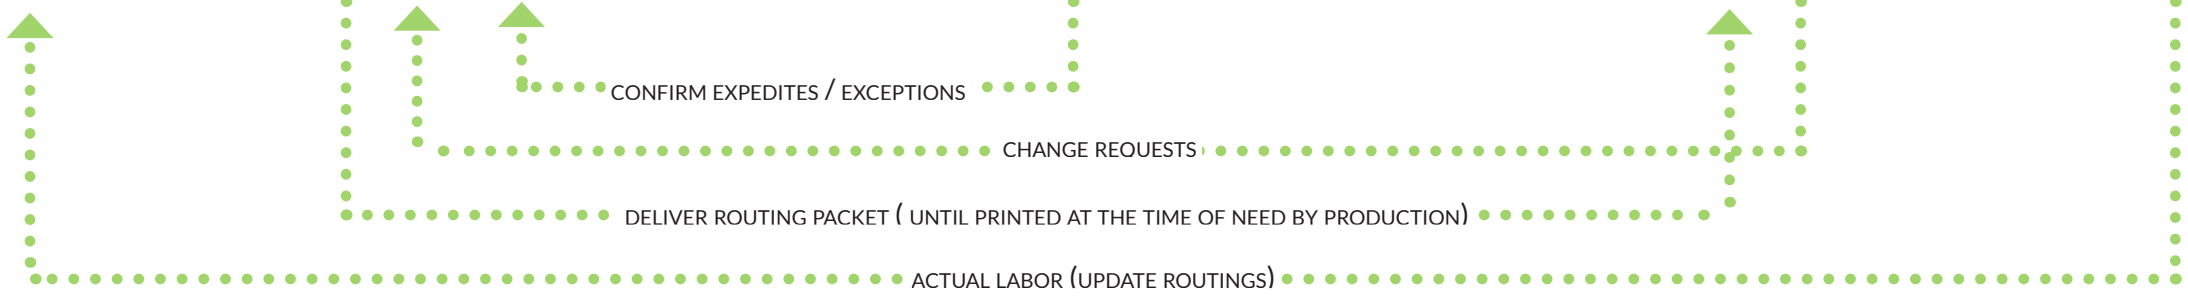 CONFIRM EXPEDITES / EXCEPTIONS
CHANGE REQUESTS
DELIVER ROUTING PACKET ( UNTIL PRINTED AT THE TIME OF NEED BY PRODUCTION)
ACTUAL LABOR (UPDATE ROUTINGS)